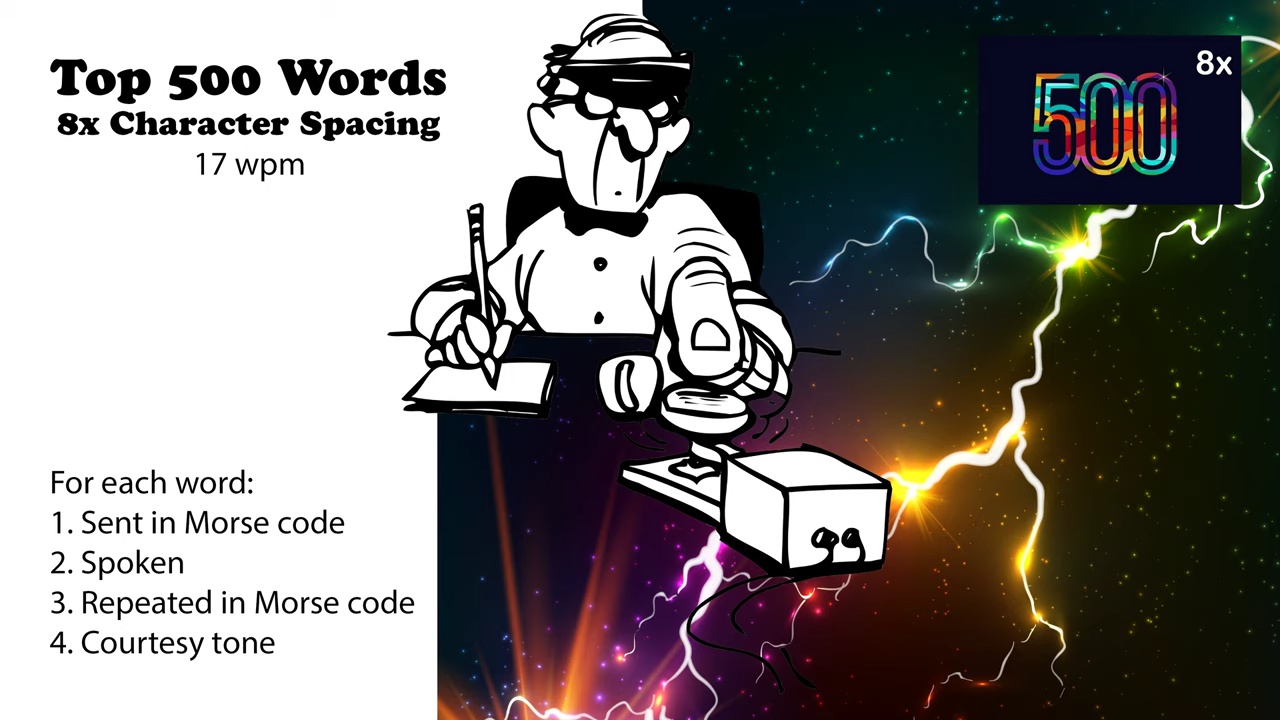 Top 500 Words
8x Character Spacing
17 wpm
8x
500
For each word:
1. Sent in Morse code
2. Spoken
3. Repeated in Morse code
4. Courtesy tone